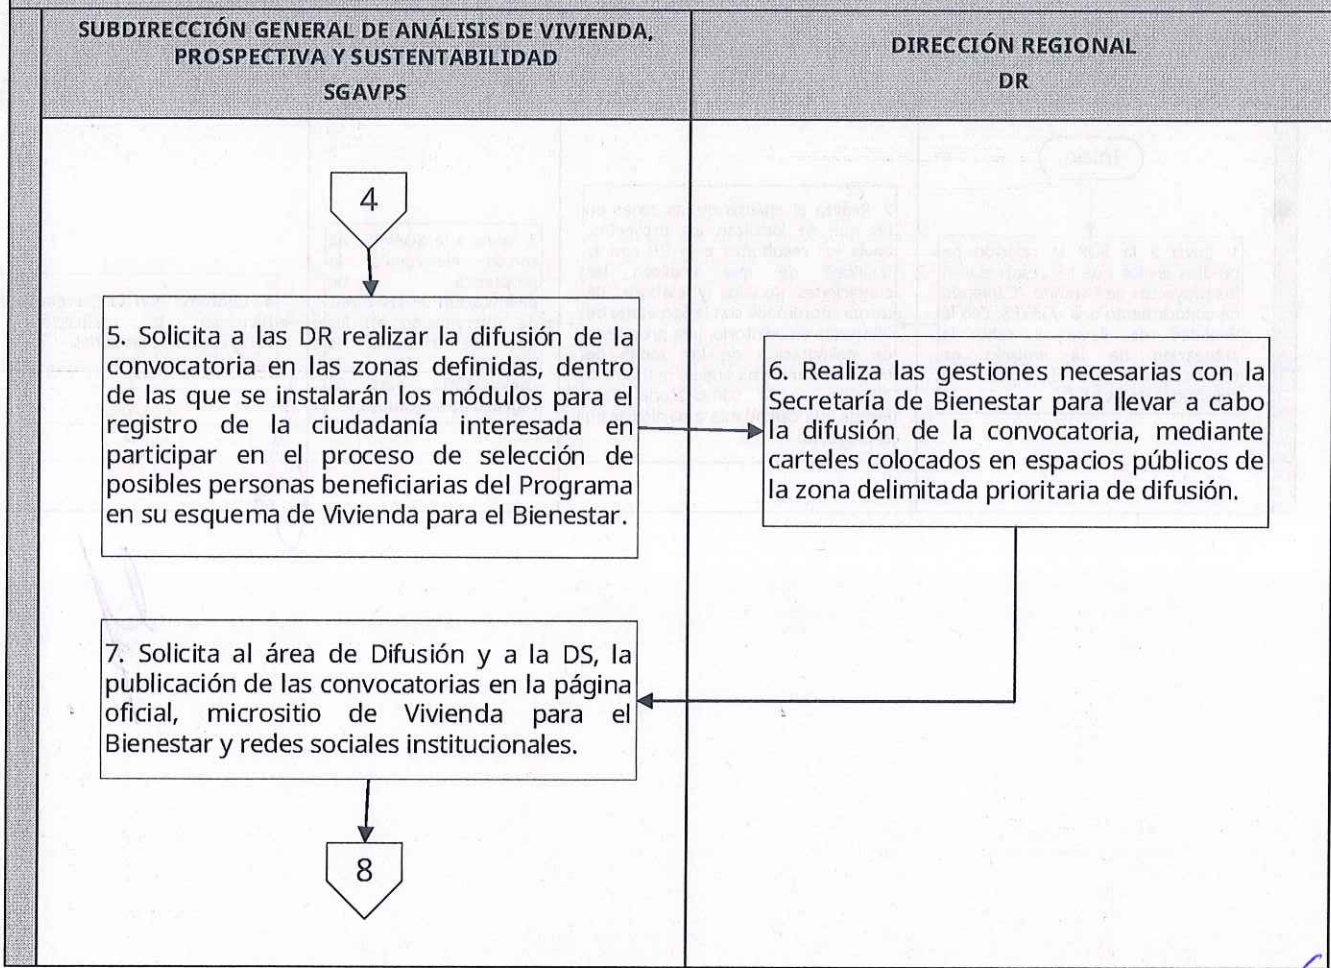 SUBDIRECCIÓN GENERAL DE ANÁLISIS DE VIVIENDA,
PROSPECTIVA Y SUSTENTABILIDAD
SGAVPS
DIRECCIÓN REGIONAL
DR
4
5. Solicita a las DR realizar la difusión de la
convocatoria en las zonas definidas, dentro
de las que se instalarán los módulos para el
registro de la ciudadanía interesada en
participar en el proceso de selección de
posibles personas beneficiarias del Programa
en su esquema de Vivienda para el Bienestar.
6. Realiza las gestiones necesarias con la
Secretaría de Bienestar para llevar a cabo
la difusión de la convocatoria, mediante
carteles colocados en espacios públicos de
la zona delimitada prioritaria de difusión.
7. Solicita al área de Difusión y a la DS, la
publicación de las convocatorias en la página
oficial, micrositio de Vivienda para el
Bienestar y redes sociales institucionales.
8